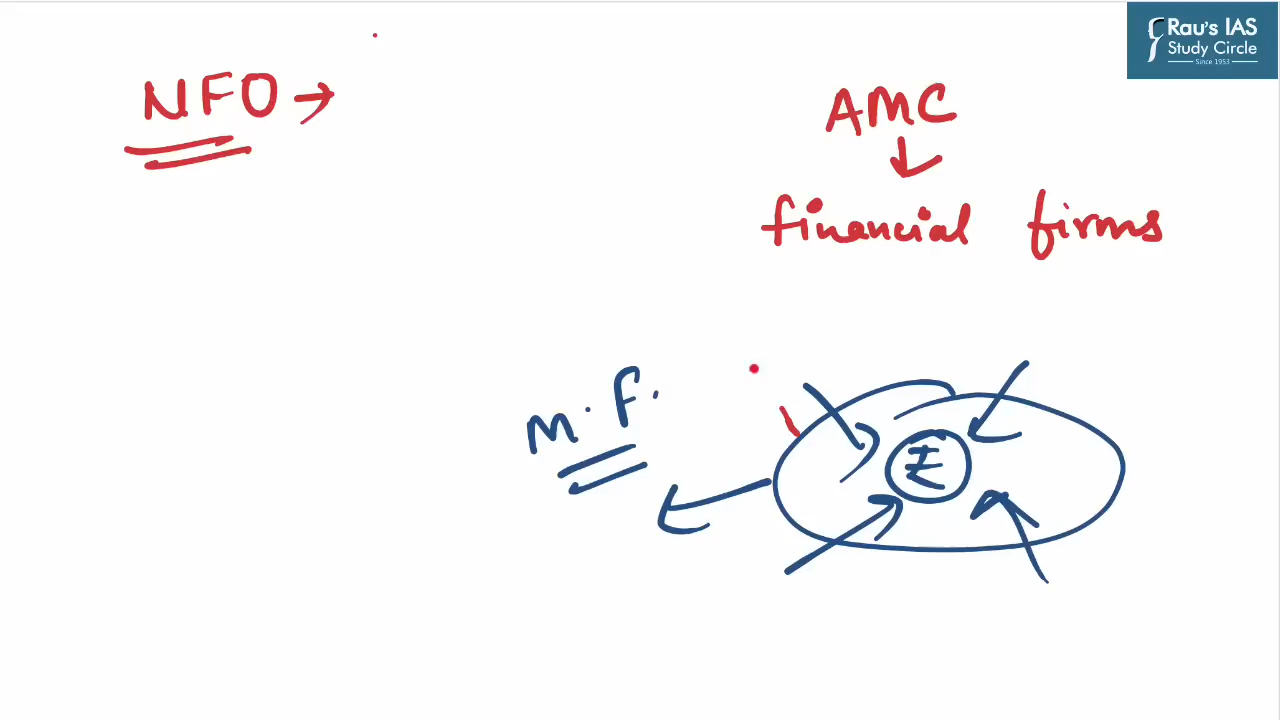 Rau's IAS
Study Circle
Since 1953
NFO →
AMC
↓
financial firms
M.F.
₹